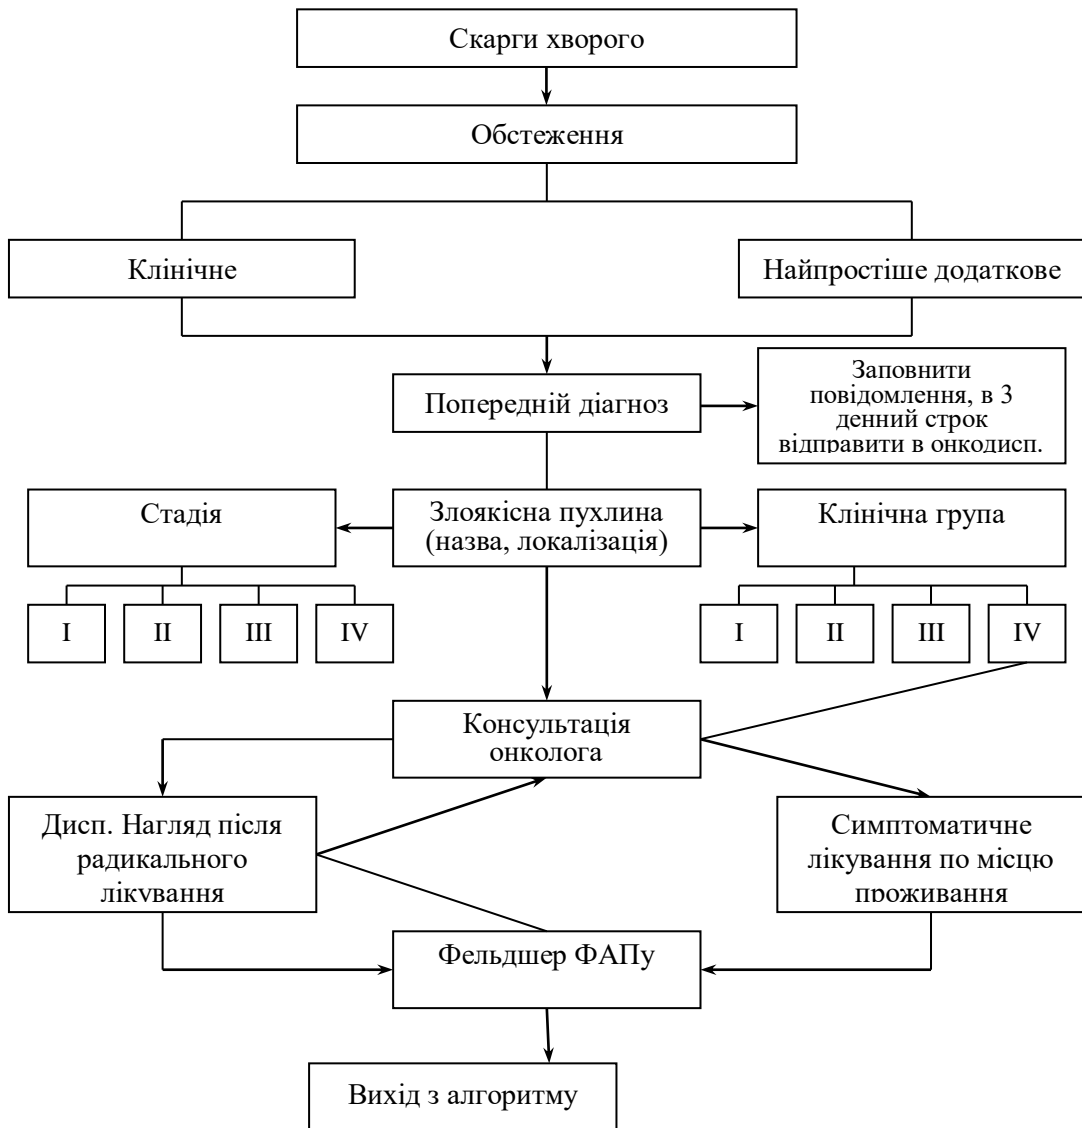 Скарги хворого
Обстеження
Клінічне
Найпростіше додаткове
Попередній діагноз
Заповнити
повідомлення, в 3
денний строк
відправити в онкодисп.
Стадія
Злоякісна пухлина
(назва, локалізація)
Клінічна група
I
II
III
IV
I
II
III
IV
Консультація
онколога
Дисп. Нагляд після
радикального
лікування
Симптоматичне
лікування по місцю
проживання
Фельдшер ФАПу
Вихід з алгоритму